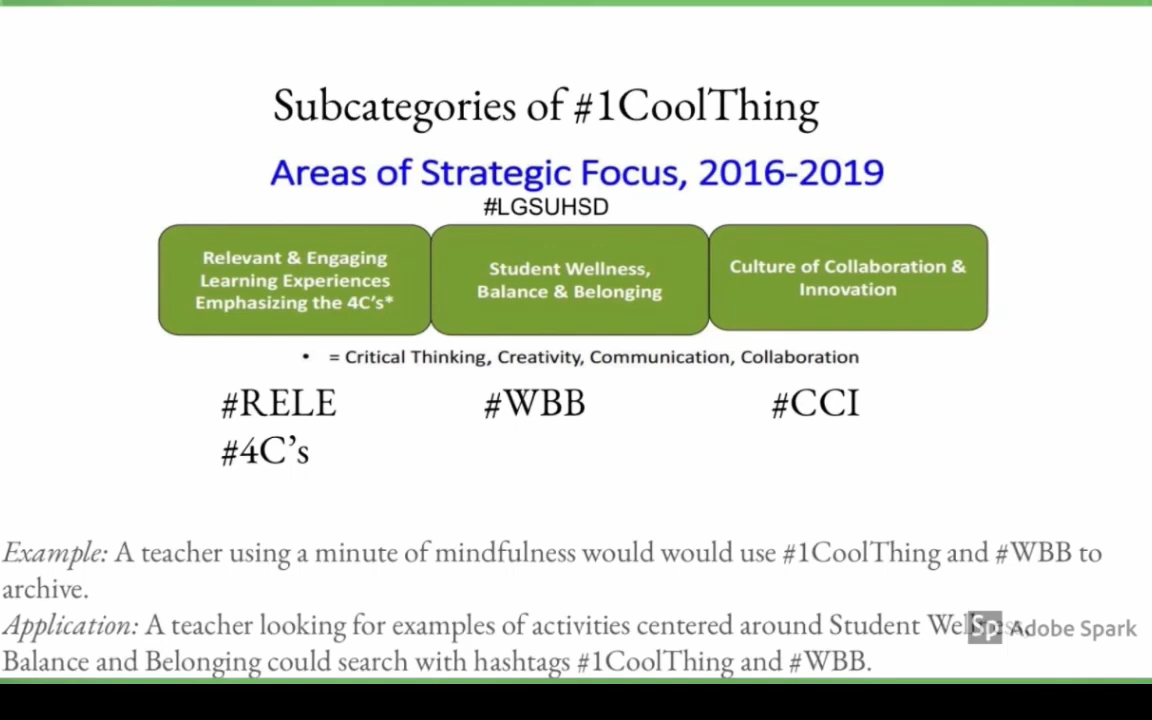 Subcategories of #1CoolThing
Areas of Strategic Focus, 2016-2019
#LGSUHSD
Relevant & Engaging
Learning Experiences
Emphasizing the 4C's*
Student Wellness,
Balance & Belonging
Culture of Collaboration &
Innovation
• = Critical Thinking, Creativity, Communication, Collaboration
#RELE
#4C's
#WBB
#CCI
Example: A teacher using a minute of mindfulness would would use #1CoolThing and #WBB to
archive.
Application: A teacher looking for examples of activities centered around Student
Balance and Belonging could search with hashtags #1CoolThing and #WBB.
Sp Adobe Spark